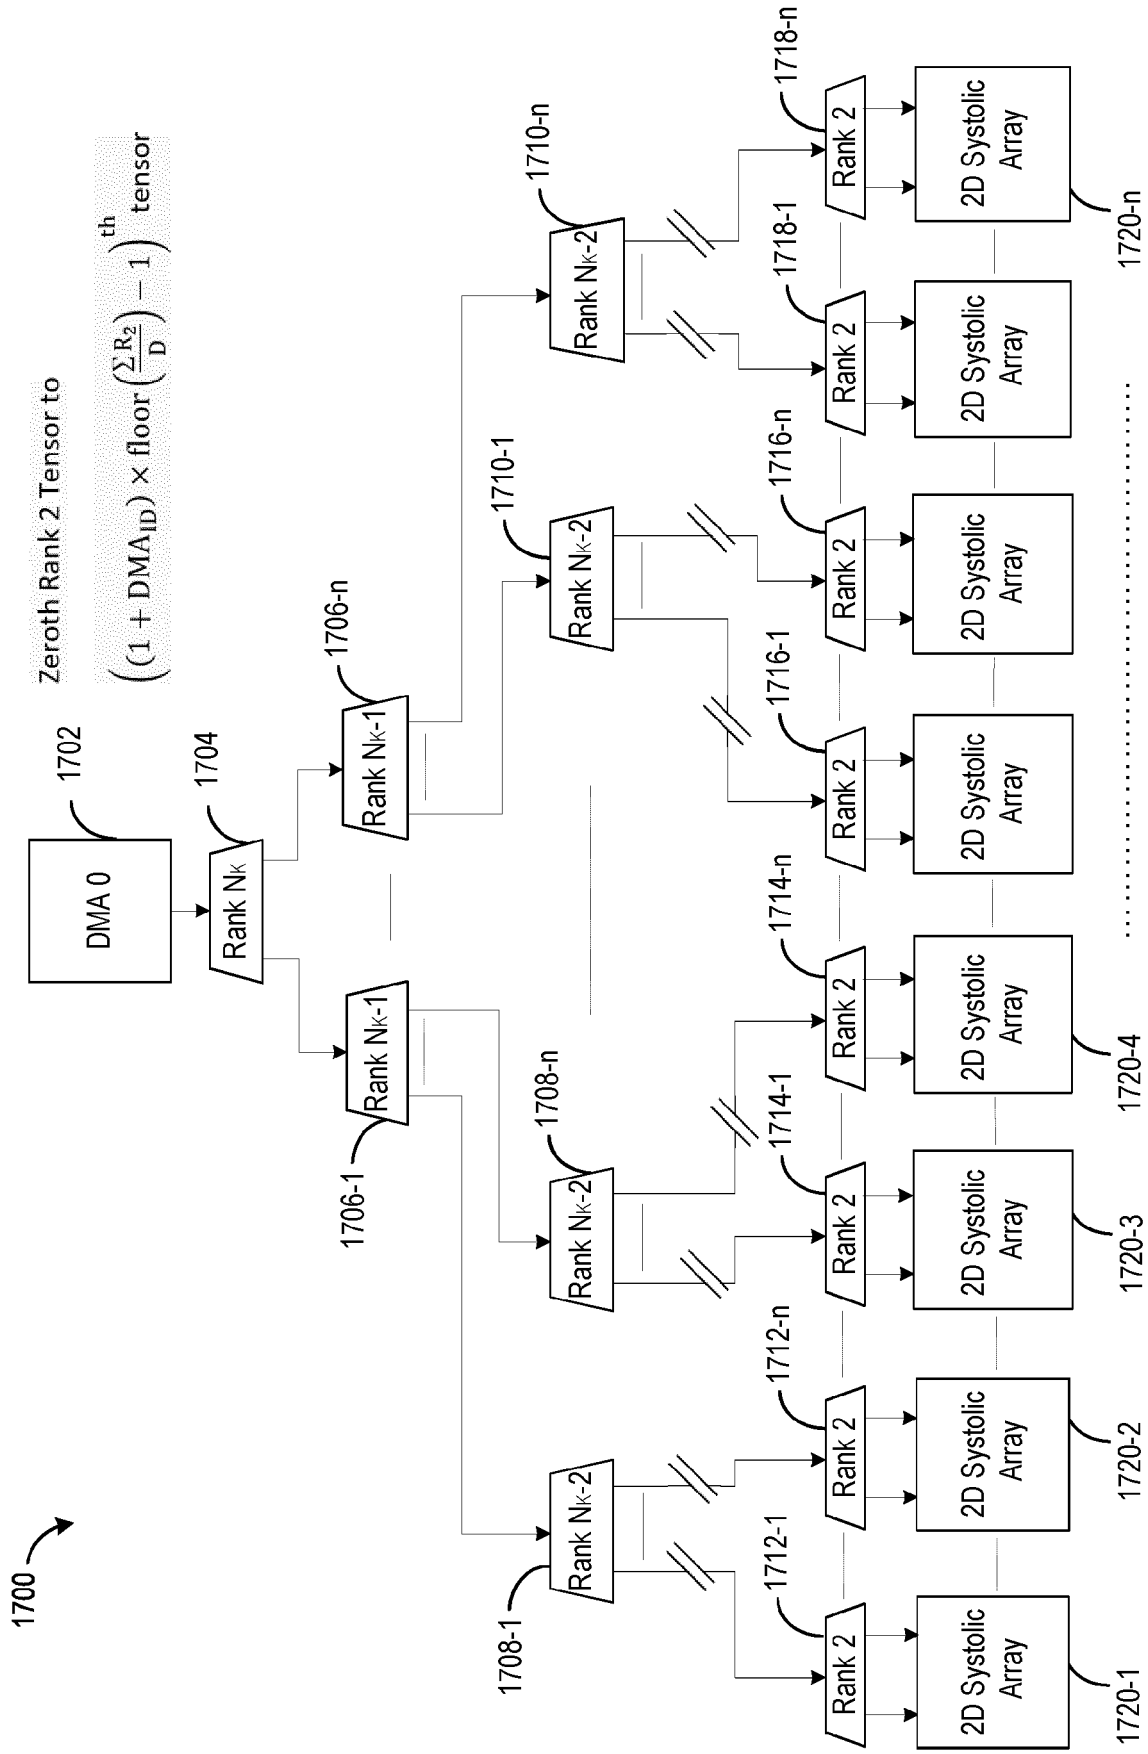 1700
DMA 0
1702
Zeroth Rank 2 Tensor to
((1 + DMA_ID) × floor (ΣR₂/D) − 1)^th tensor
Rank NK
1704
Rank NK-1
1706-1
Rank NK-1
1706-n
Rank NK-2
1708-1
Rank NK-2
1708-n
Rank NK-2
1710-1
Rank NK-2
1710-n
Rank 2
1712-1
Rank 2
1712-n
Rank 2
1714-1
Rank 2
1714-n
Rank 2
1716-1
Rank 2
1716-n
Rank 2
1718-1
Rank 2
1718-n
2D Systolic
Array
2D Systolic
Array
2D Systolic
Array
2D Systolic
Array
2D Systolic
Array
2D Systolic
Array
2D Systolic
Array
2D Systolic
Array
1720-1
1720-2
1720-3
1720-4
1720-n